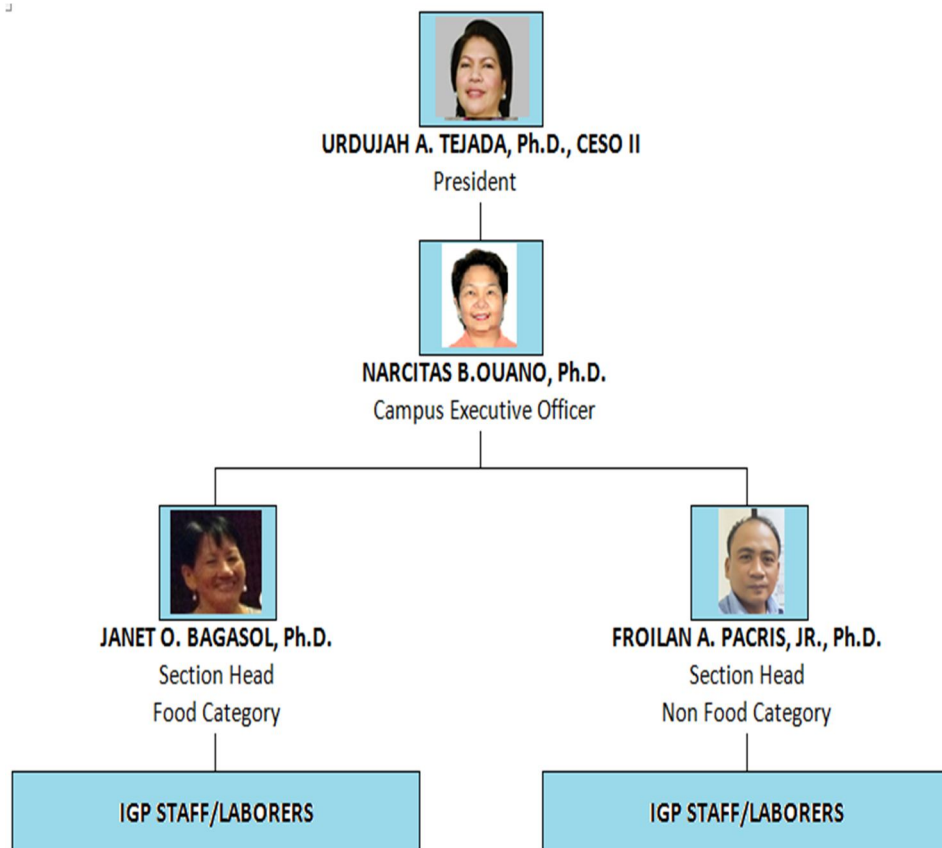 URDUJAH A. TEJADA, Ph.D., CESO II
President
NARCITAS B.OUANO, Ph.D.
Campus Executive Officer
JANET O. BAGASOL, Ph.D.
Section Head
Food Category
FROILAN A. PACRIS, JR., Ph.D.
Section Head
Non Food Category
IGP STAFF/LABORERS
IGP STAFF/LABORERS